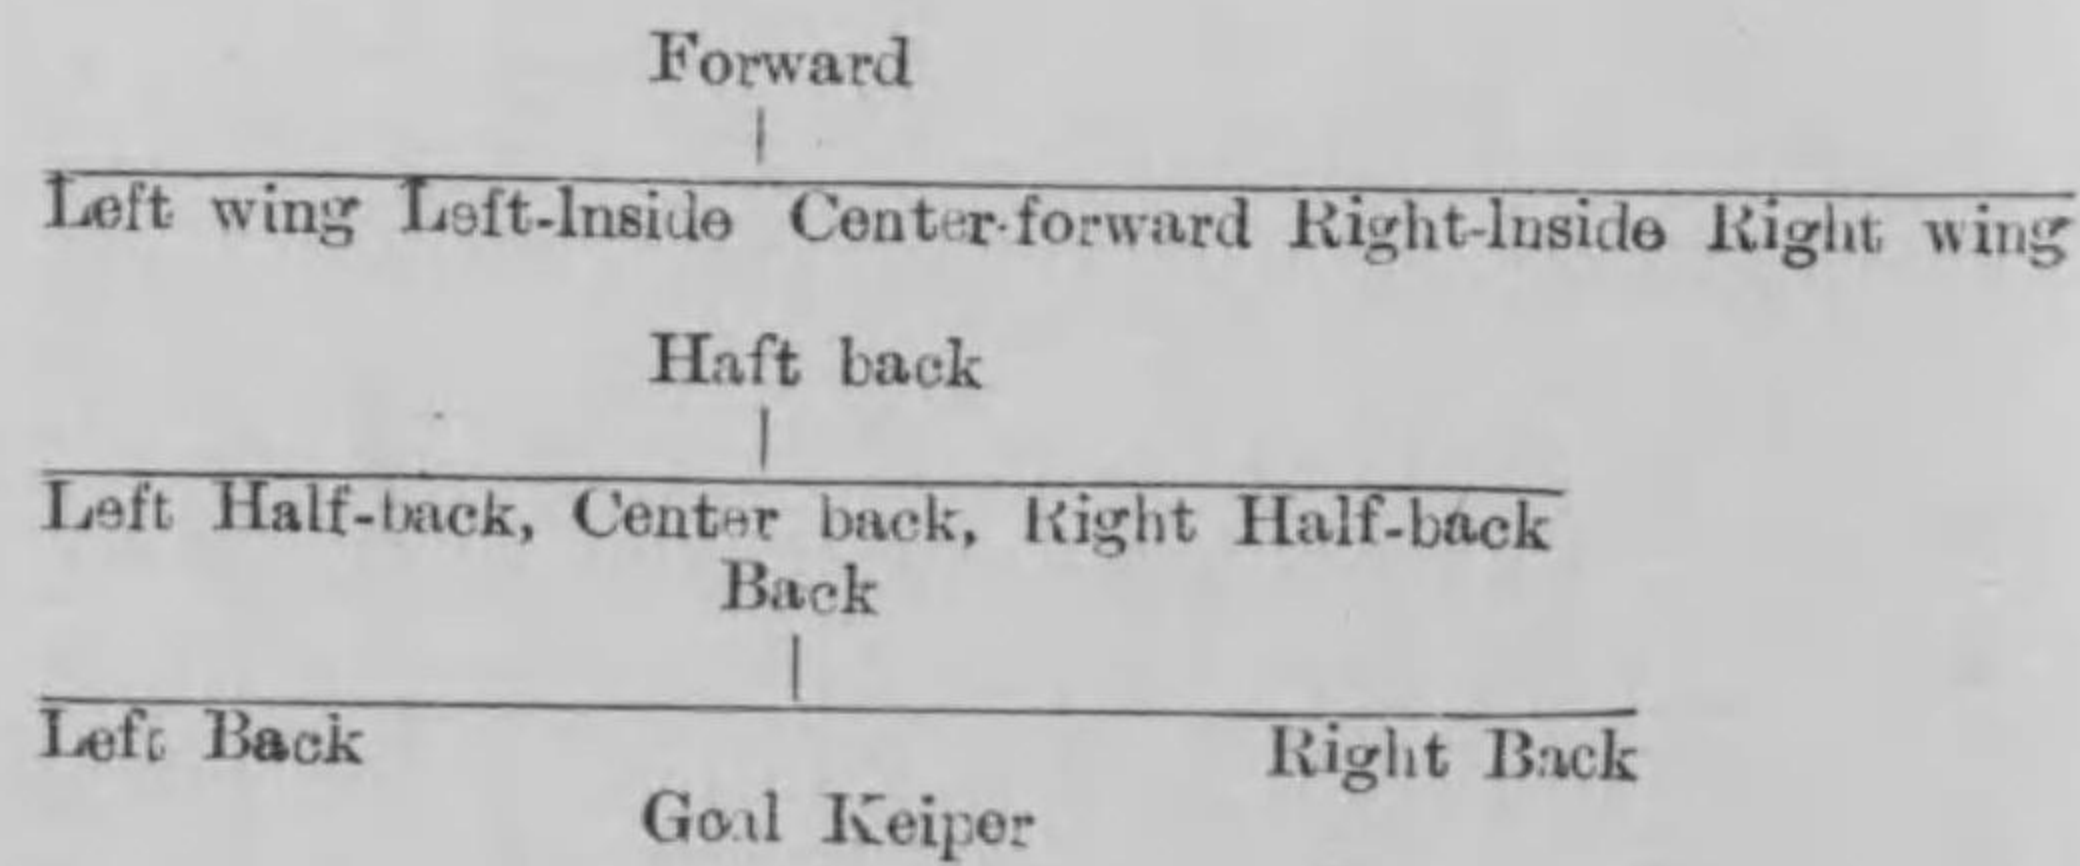 Forward
Left wing Left-Inside Center-forward Right-Inside Right wing
Haft back
Left Half-back, Center back, Right Half-back
Back
Left Back Right Back
Goal Keiper